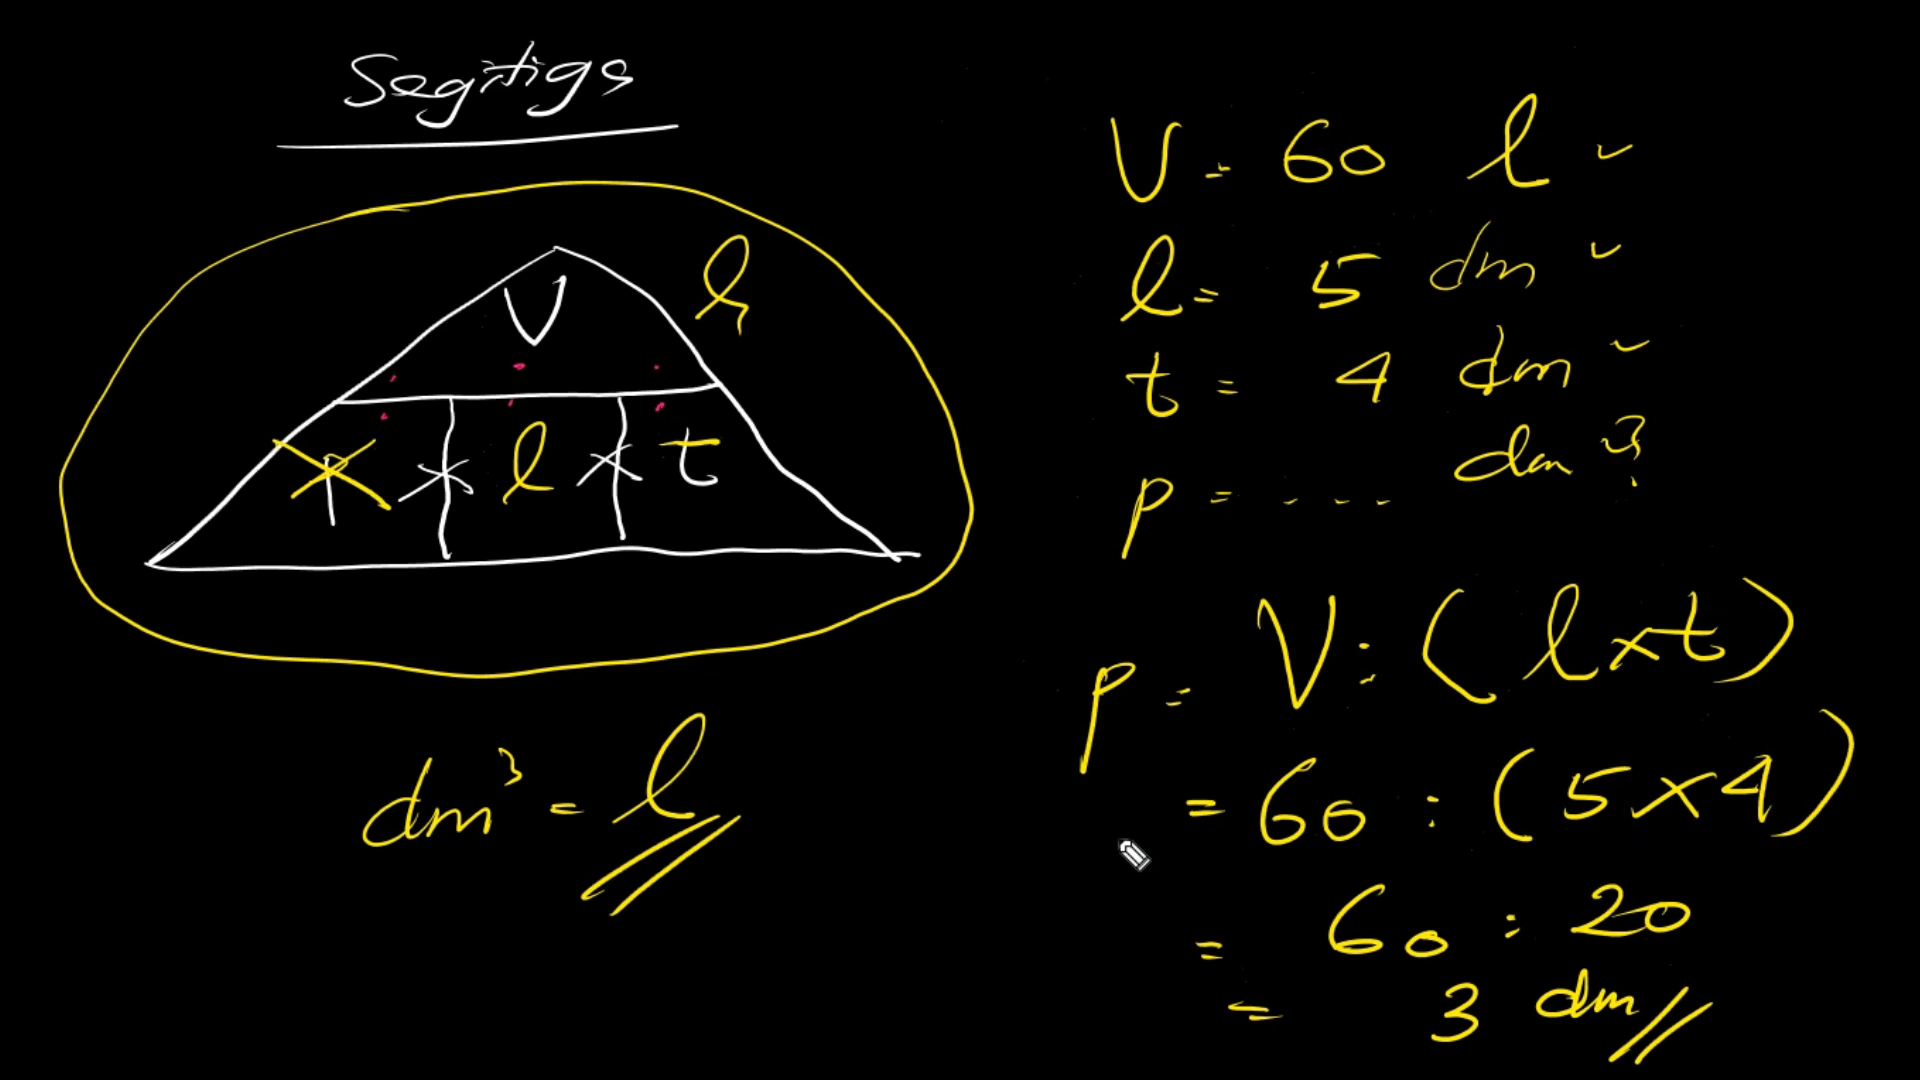 Segitiga
V
p × l × t
dm³ = l
V = 60 l
l = 5 dm
t = 4 dm
p = ... dm?
p = V : (l × t)
= 60 : (5 × 4)
= 60 : 20
= 3 dm